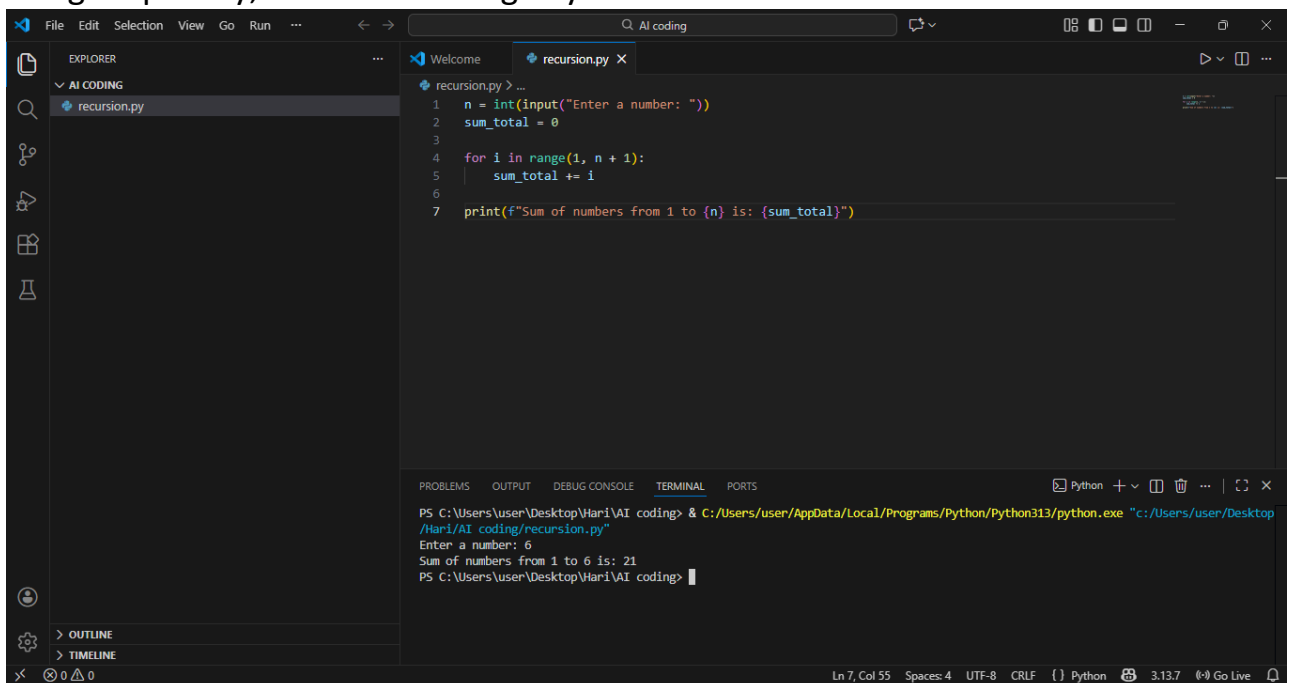 File Edit Selection View Go Run ... AI coding
EXPLORER ...
AI CODING
recursion.py
OUTLINE
TIMELINE
Welcome recursion.py
recursion.py > ...
1 n = int(input("Enter a number: "))
2 sum_total = 0
3
4 for i in range(1, n + 1):
5 sum_total += i
6
7 print(f"Sum of numbers from 1 to {n} is: {sum_total}")
PROBLEMS OUTPUT DEBUG CONSOLE TERMINAL PORTS Python
PS C:\Users\user\Desktop\Hari\AI coding> & C:/Users/user/AppData/Local/Programs/Python/Python313/python.exe "c:/Users/user/Desktop
/Hari/AI coding/recursion.py"
Enter a number: 6
Sum of numbers from 1 to 6 is: 21
PS C:\Users\user\Desktop\Hari\AI coding>
0 0 Ln 7, Col 55 Spaces: 4 UTF-8 CRLF {} Python 3.13.7 Go Live